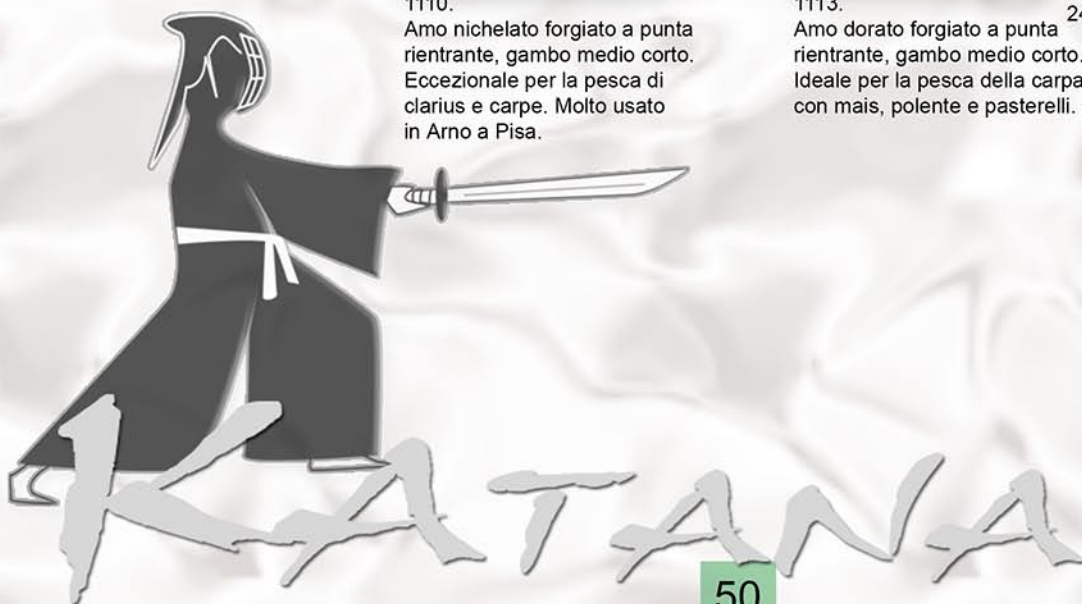 1110.
Amo nichelato forgiato a punta
rientrante, gambo medio corto.
Eccezionale per la pesca di
clarius e carpe. Molto usato
in Arno a Pisa.
1113.
Amo dorato forgiato a punta
rientrante, gambo medio corto.
Ideale per la pesca della carpa
con mais, polente e pasterelli.
24
KATANA
50